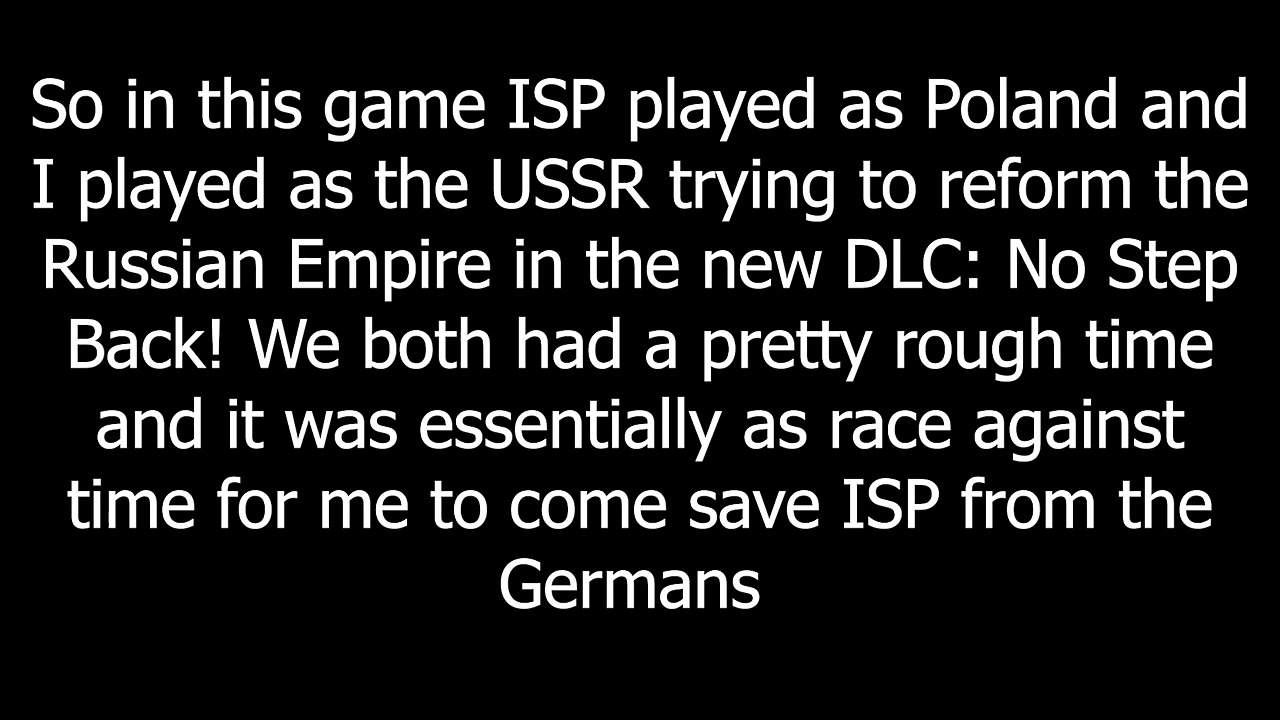 So in this game ISP played as Poland and
I played as the USSR trying to reform the
Russian Empire in the new DLC: No Step
Back! We both had a pretty rough time
and it was essentially as race against
time for me to come save ISP from the
Germans